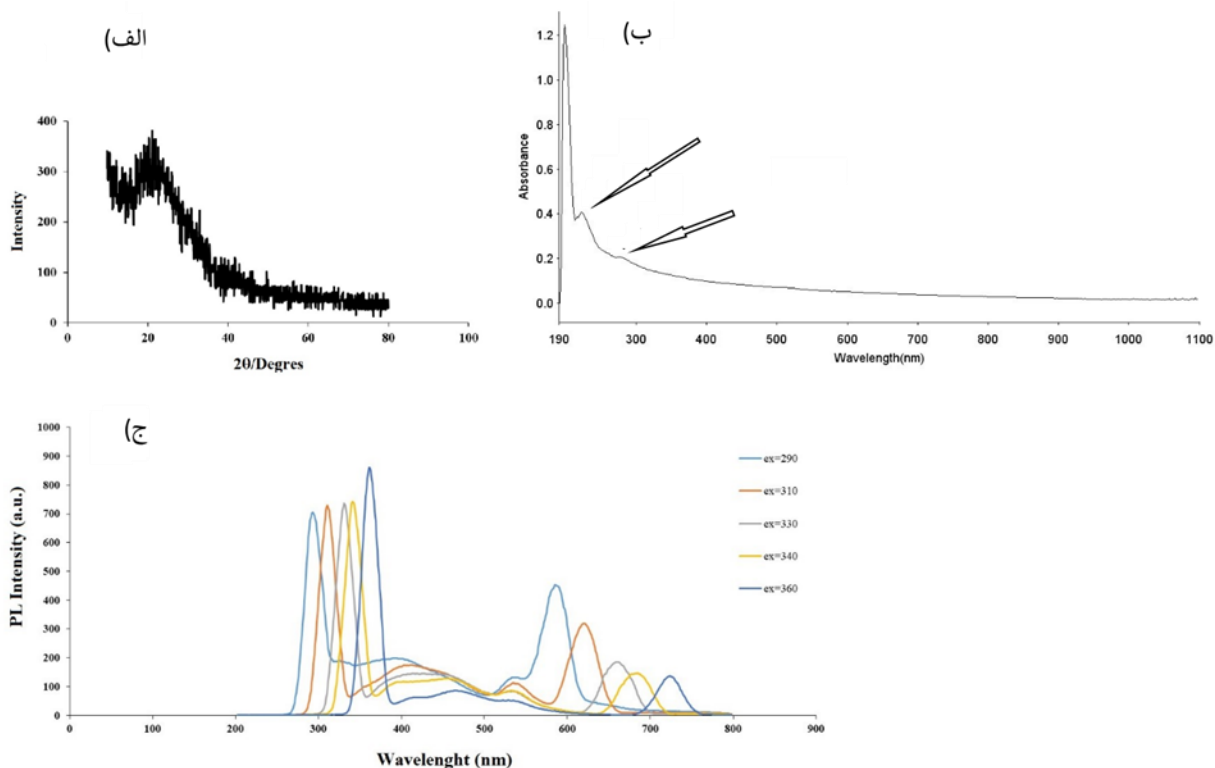 الف)
400
300
200
100
0
Intensity
0 20 40 60 80 100
2θ/Degres
ب)
1.2
1.0
0.8
0.6
0.4
0.2
0.0
Absorbance
190 300 400 500 600 700 800 900 1000 1100
Wavelength(nm)
ج)
1000
900
800
700
600
500
400
300
200
100
0
PL Intensity (a.u.)
0 100 200 300 400 500 600 700 800 900
Wavelenght (nm)
ex=290
ex=310
ex=330
ex=340
ex=360